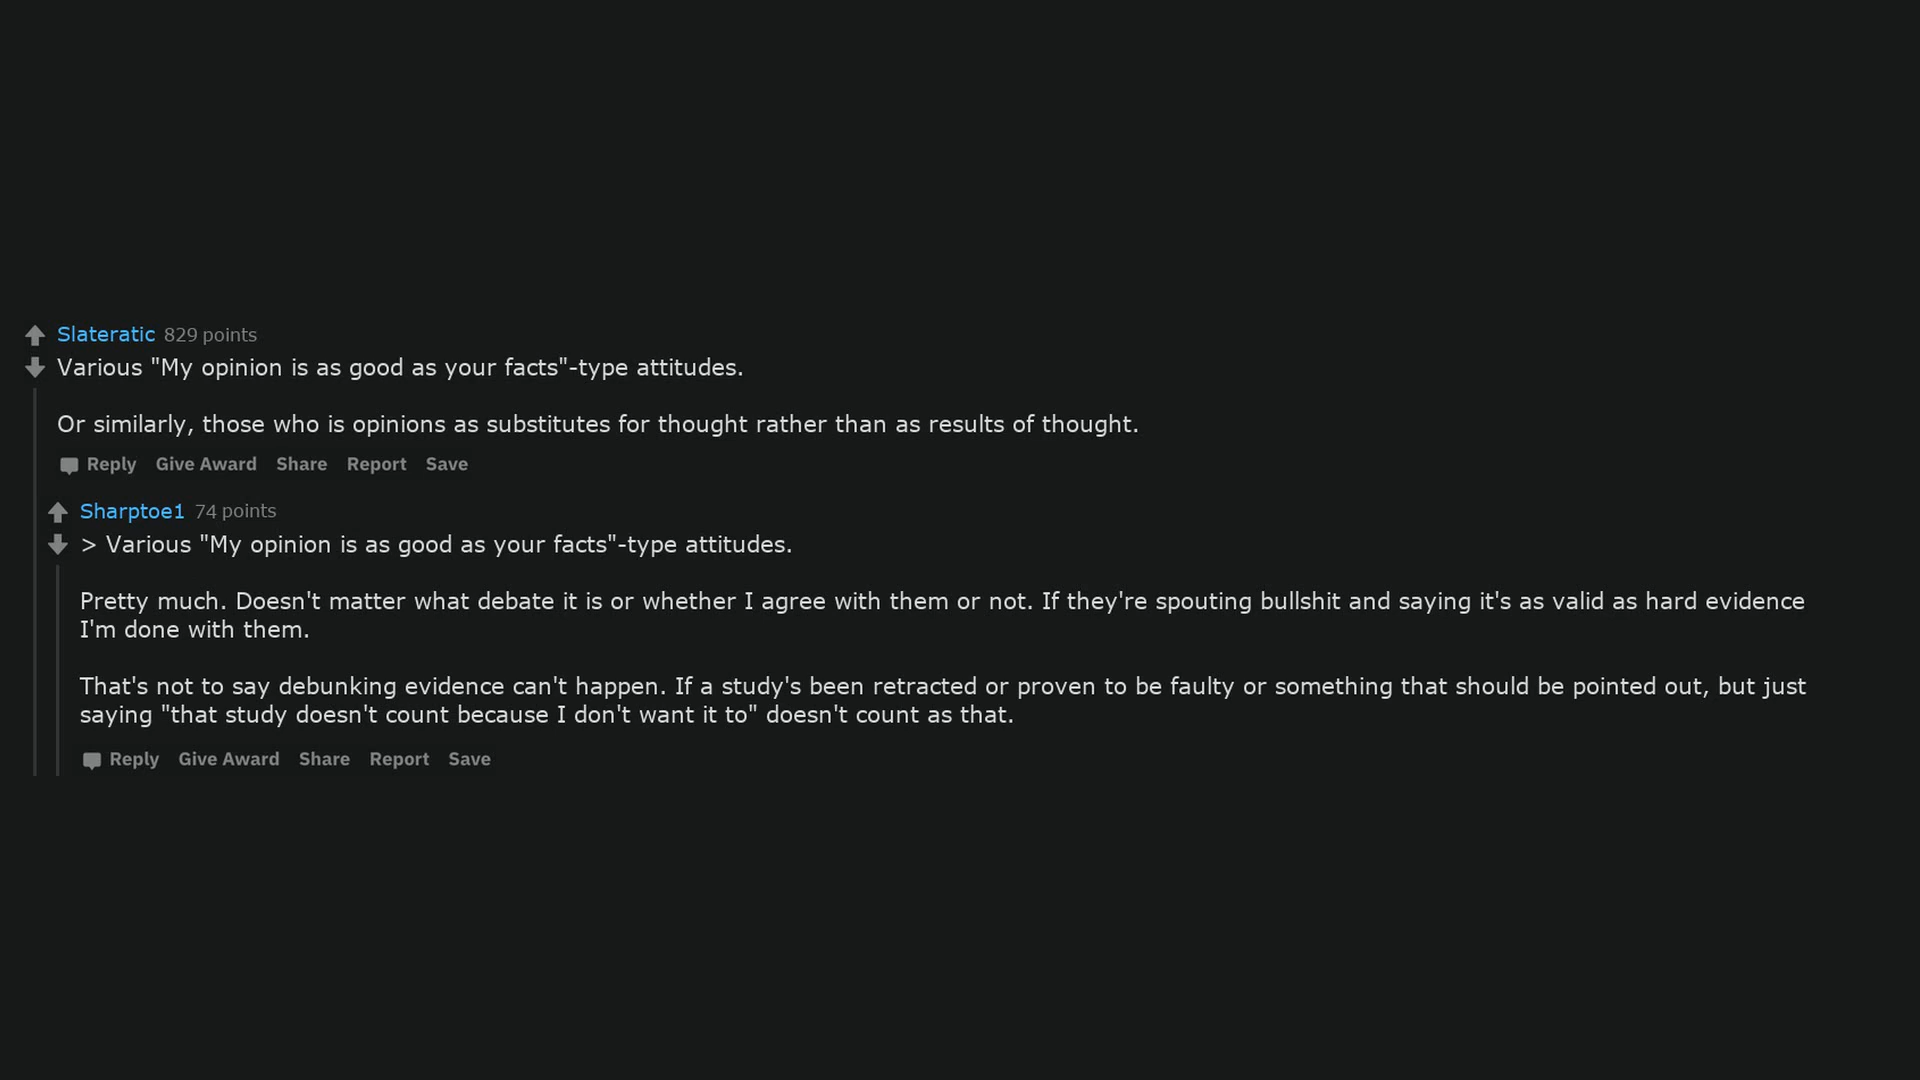 Slateratic 829 points
Various "My opinion is as good as your facts"-type attitudes.
Or similarly, those who is opinions as substitutes for thought rather than as results of thought.
Reply Give Award Share Report Save
Sharptoe1 74 points
> Various "My opinion is as good as your facts"-type attitudes.
Pretty much. Doesn't matter what debate it is or whether I agree with them or not. If they're spouting bullshit and saying it's as valid as hard evidence
I'm done with them.
That's not to say debunking evidence can't happen. If a study's been retracted or proven to be faulty or something that should be pointed out, but just
saying "that study doesn't count because I don't want it to" doesn't count as that.
Reply Give Award Share Report Save